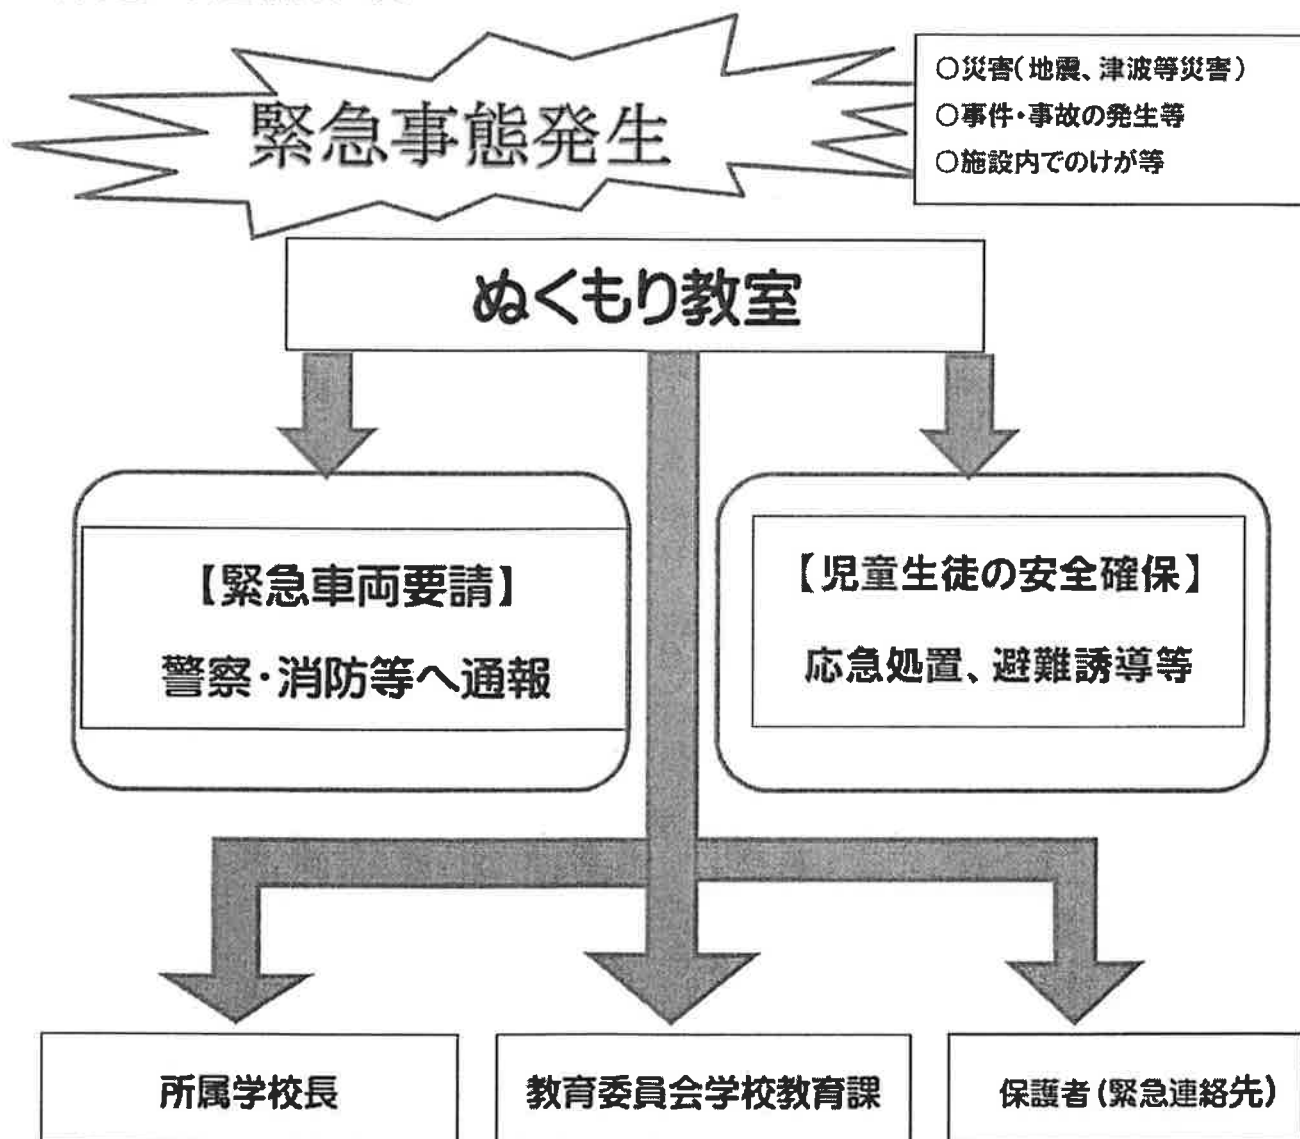 緊急事態発生
○災害(地震、津波等災害)
○事件・事故の発生等
○施設内でのけが等
ぬくもり教室
【緊急車両要請】
警察・消防等へ通報
【児童生徒の安全確保】
応急処置、避難誘導等
所属学校長
教育委員会学校教育課
保護者(緊急連絡先)